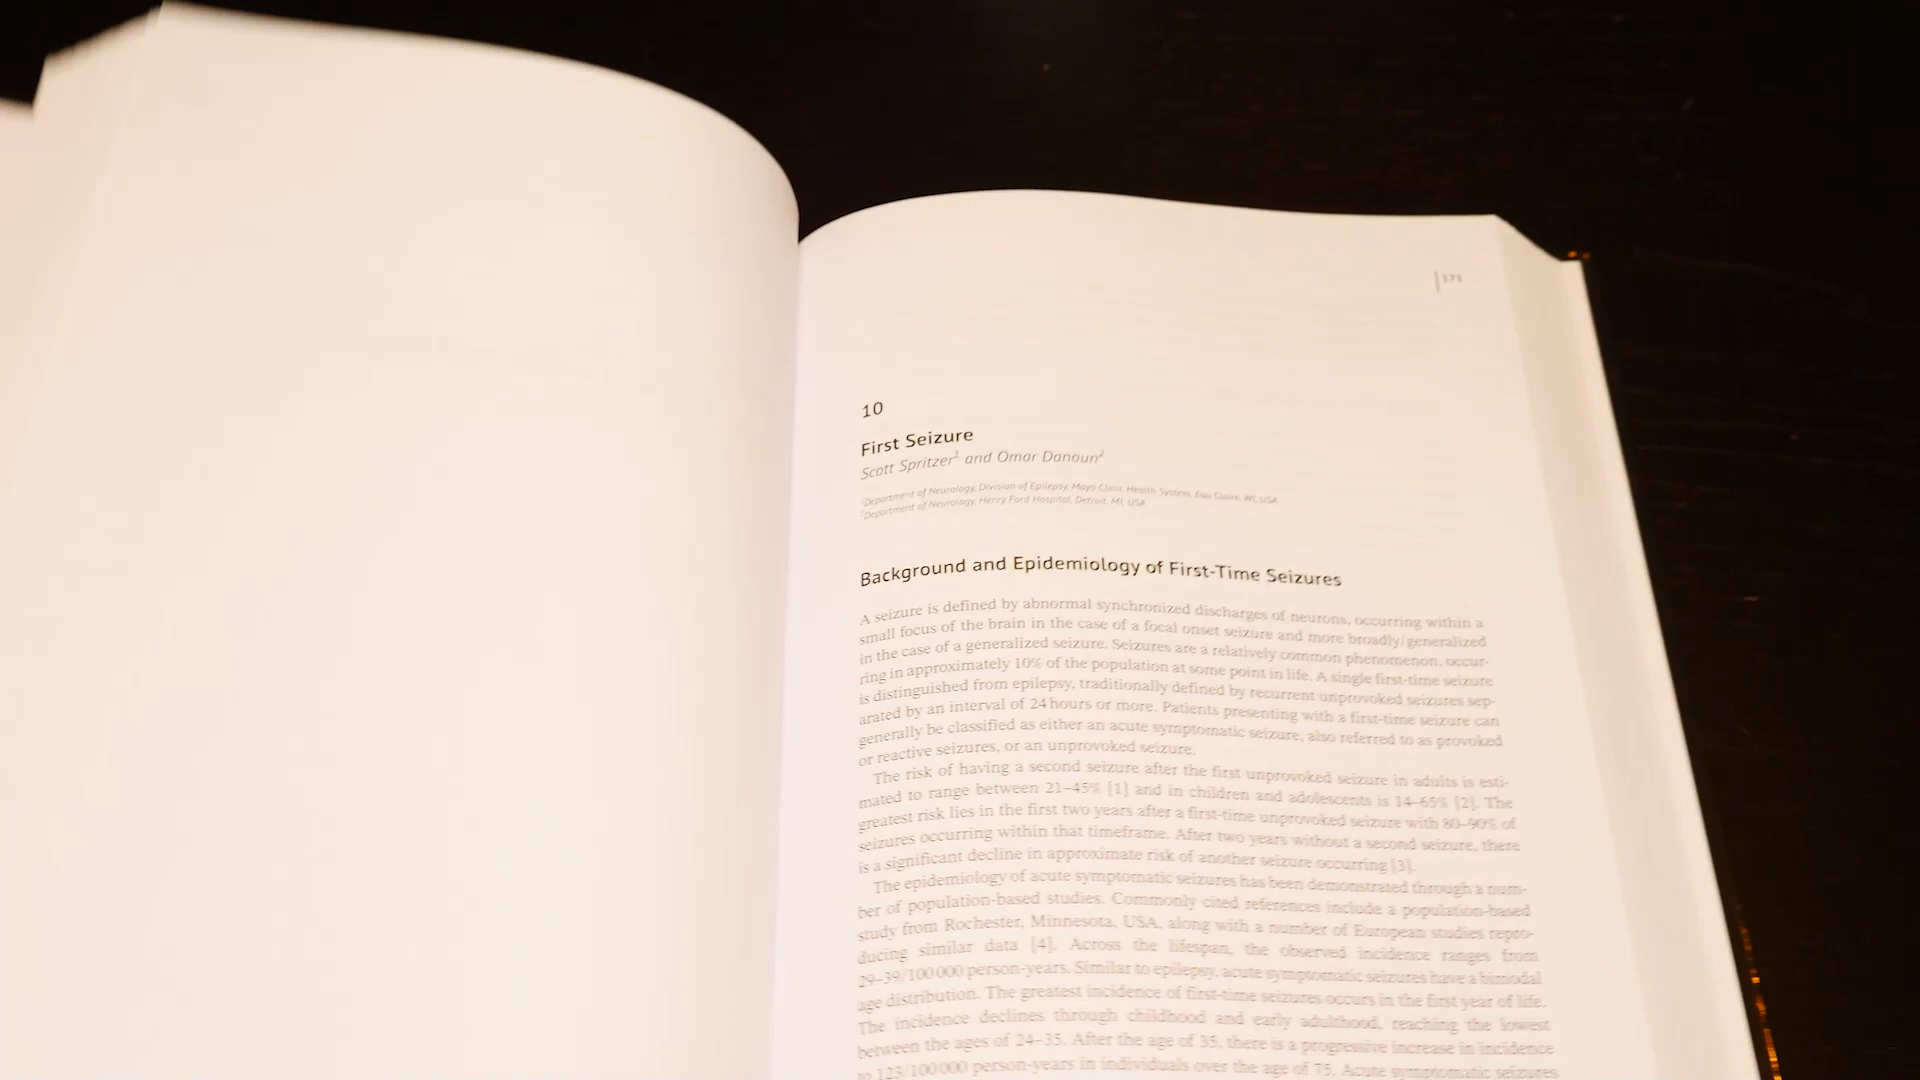 10
First Seizure
Scott Spritzer1 and Omar Danoun2
1Department of Neurology, Division of Epilepsy, Mayo Clinic Health System, Eau Claire, WI, USA
2Department of Neurology, Henry Ford Hospital, Detroit, MI, USA
Background and Epidemiology of First-Time Seizures
A seizure is defined by abnormal synchronized discharges of neurons, occurring within a
small focus of the brain in the case of a focal onset seizure and more broadly/generalized
in the case of a generalized seizure. Seizures are a relatively common phenomenon, occur-
ring in approximately 10% of the population at some point in life. A single first-time seizure
is distinguished from epilepsy, traditionally defined by recurrent unprovoked seizures sep-
arated by an interval of 24 hours or more. Patients presenting with a first-time seizure can
generally be classified as either an acute symptomatic seizure, also referred to as provoked
or reactive seizures, or an unprovoked seizure.
The risk of having a second seizure after the first unprovoked seizure in adults is esti-
mated to range between 21–45% [1] and in children and adolescents is 14–65% [2]. The
greatest risk lies in the first two years after a first-time unprovoked seizure with 80–90% of
seizures occurring within that timeframe. After two years without a second seizure, there
is a significant decline in approximate risk of another seizure occurring [3].
The epidemiology of acute symptomatic seizures has been demonstrated through a num-
ber of population-based studies. Commonly cited references include a population-based
study from Rochester, Minnesota, USA, along with a number of European studies repro-
ducing similar data [4]. Across the lifespan, the observed incidence ranges from
29–39/100 000 person-years. Similar to epilepsy, acute symptomatic seizures have a bimodal
age distribution. The greatest incidence of first-time seizures occurs in the first year of life.
The incidence declines through childhood and early adulthood, reaching the lowest
between the ages of 24–35. After the age of 35, there is a progressive increase in incidence
to 123/100 000 person-years in individuals over the age of 75. Acute symptomatic seizures